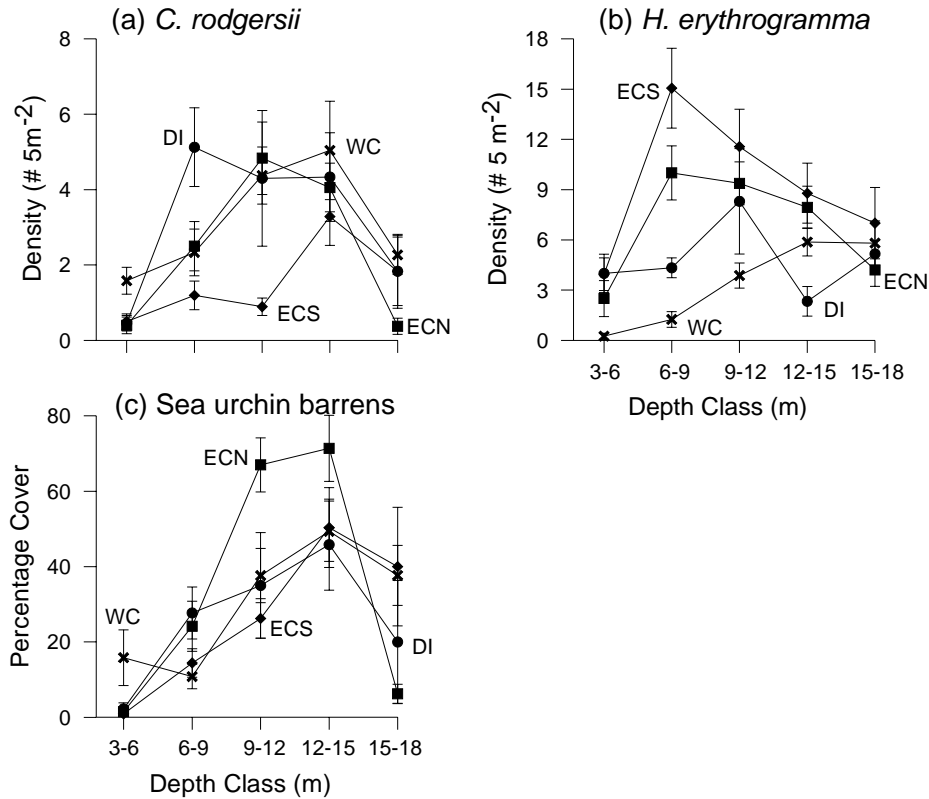 (a) C. rodgersii
8
6
4
2
0
Density (# 5m-2)
DI
WC
ECS
ECN
(b) H. erythrogramma
18
15
12
9
6
3
0
Density (# 5 m-2)
ECS
ECN
DI
WC
3-6 6-9 9-12 12-15 15-18
Depth Class (m)
(c) Sea urchin barrens
80
60
40
20
0
Percentage Cover
ECN
WC
ECS
DI
3-6 6-9 9-12 12-15 15-18
Depth Class (m)